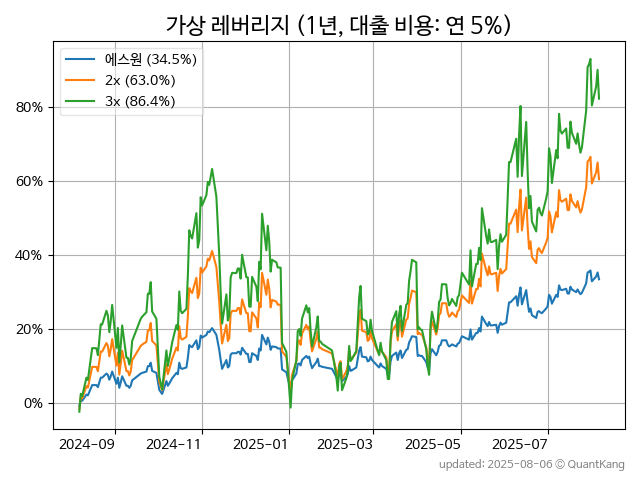 가상 레버리지 (1년, 대출 비용: 연 5%)
에스원 (34.5%)
2x (63.0%)
3x (86.4%)
80%
60%
40%
20%
0%
2024-09 2024-11 2025-01 2025-03 2025-05 2025-07
updated: 2025-08-06 © QuantKang